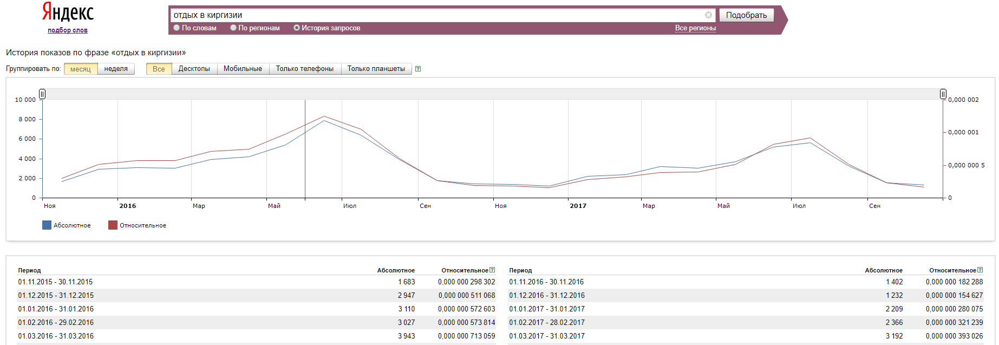 Яндекс
подбор слов
отдых в киргизии
Подобрать
По словам По регионам История запросов Все регионы
История показов по фразе «отдых в киргизии»
Группировать по: месяц неделя Все Десктопы Мобильные Только телефоны Только планшеты ?
10 000 0,000 002
8 000
0,000 001
6 000
4 000
0,000 000 5
2 000
0 0
Ноя 2016 Мар Май Июл Сен Ноя 2017 Мар Май Июл Сен
Абсолютное Относительное
Период Абсолютное Относительное ? Период Абсолютное Относительное ?
01.11.2015 - 30.11.2015 1 683 0,000 000 298 302 01.11.2016 - 30.11.2016 1 402 0,000 000 182 288
01.12.2015 - 31.12.2015 2 947 0,000 000 511 068 01.12.2016 - 31.12.2016 1 232 0,000 000 154 627
01.01.2016 - 31.01.2016 3 110 0,000 000 572 603 01.01.2017 - 31.01.2017 2 209 0,000 000 280 075
01.02.2016 - 29.02.2016 3 027 0,000 000 573 814 01.02.2017 - 28.02.2017 2 366 0,000 000 321 239
01.03.2016 - 31.03.2016 3 943 0,000 000 713 059 01.03.2017 - 31.03.2017 3 192 0,000 000 393 026